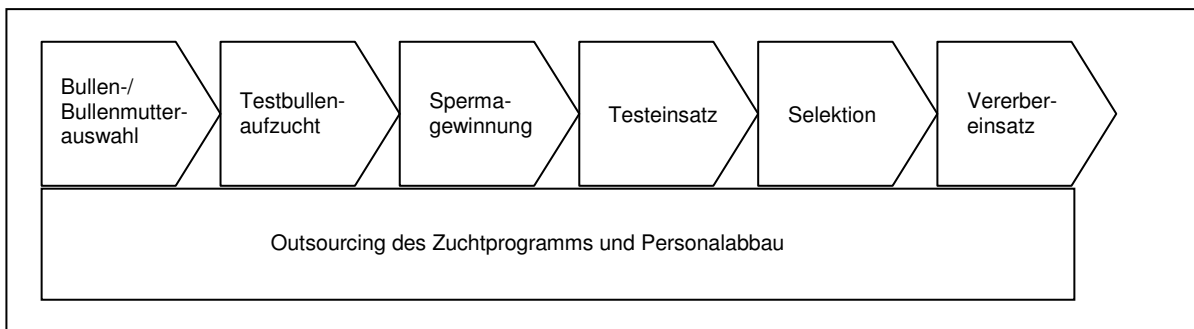 Bullen-/
Bullenmutter-
auswahl
Testbullen-
aufzucht
Sperma-
gewinnung
Testeinsatz
Selektion
Vererber-
einsatz
Outsourcing des Zuchtprogramms und Personalabbau